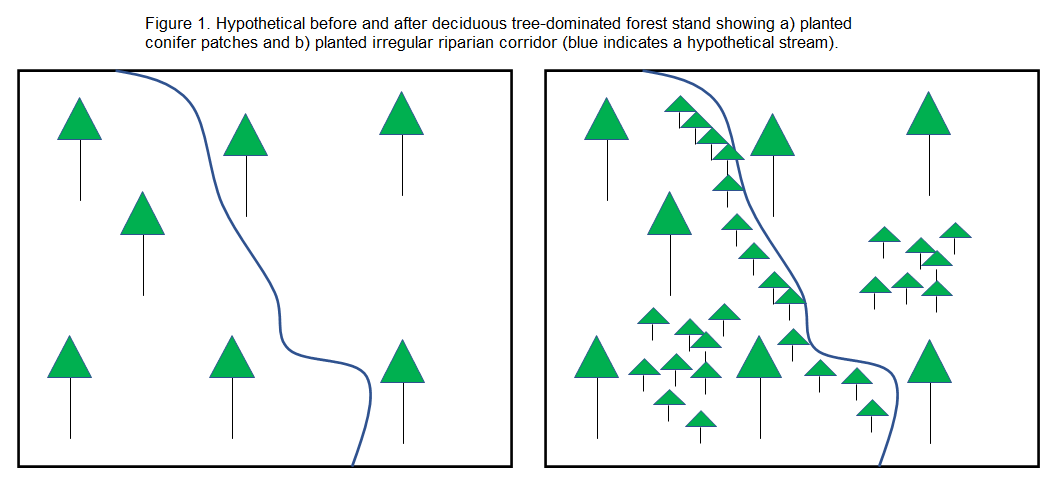 Figure 1. Hypothetical before and after deciduous tree-dominated forest stand showing a) planted
conifer patches and b) planted irregular riparian corridor (blue indicates a hypothetical stream).